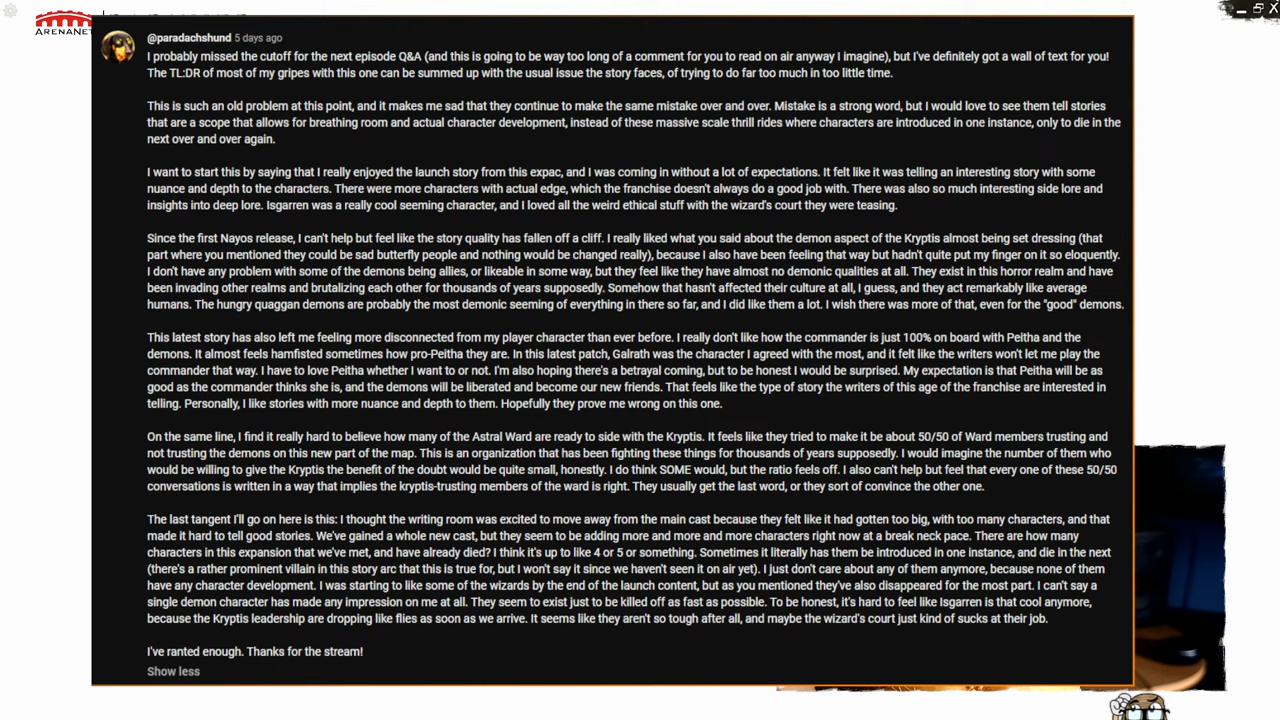 ARENANET
@paradachshund 5 days ago
I probably missed the cutoff for the next episode Q&A (and this is going to be way too long of a comment for you to read on air anyway I imagine), but I've definitely got a wall of text for you!
The TL:DR of most of my gripes with this one can be summed up with the usual issue the story faces, of trying to do far too much in too little time.
This is such an old problem at this point, and it makes me sad that they continue to make the same mistake over and over. Mistake is a strong word, but I would love to see them tell stories
that are a scope that allows for breathing room and actual character development, instead of these massive scale thrill rides where characters are introduced in one instance, only to die in the
next over and over again.
I want to start this by saying that I really enjoyed the launch story from this expac, and I was coming in without a lot of expectations. It felt like it was telling an interesting story with some
nuance and depth to the characters. There were more characters with actual edge, which the franchise doesn't always do a good job with. There was also so much interesting side lore and
insights into deep lore. Isgarren was a really cool seeming character, and I loved all the weird ethical stuff with the wizard's court they were teasing.
Since the first Nayos release, I can't help but feel like the story quality has fallen off a cliff. I really liked what you said about the demon aspect of the Kryptis almost being set dressing (that
part where you mentioned they could be sad butterfly people and nothing would be changed really), because I also have been feeling that way but hadn't quite put my finger on it so eloquently.
I don't have any problem with some of the demons being allies, or likeable in some way, but they feel like they have almost no demonic qualities at all. They exist in this horror realm and have
been invading other realms and brutalizing each other for thousands of years supposedly. Somehow that hasn't affected their culture at all, I guess, and they act remarkably like average
humans. The hungry quaggan demons are probably the most demonic seeming of everything in there so far, and I did like them a lot. I wish there was more of that, even for the "good" demons.
This latest story has also left me feeling more disconnected from my player character than ever before. I really don't like how the commander is just 100% on board with Peitha and the
demons. It almost feels hamfisted sometimes how pro-Peitha they are. In this latest patch, Galrath was the character I agreed with the most, and it felt like the writers won't let me play the
commander that way. I have to love Peitha whether I want to or not. I'm also hoping there's a betrayal coming, but to be honest I would be surprised. My expectation is that Peitha will be as
good as the commander thinks she is, and the demons will be liberated and become our new friends. That feels like the type of story the writers of this age of the franchise are interested in
telling. Personally, I like stories with more nuance and depth to them. Hopefully they prove me wrong on this one.
On the same line, I find it really hard to believe how many of the Astral Ward are ready to side with the Kryptis. It feels like they tried to make it be about 50/50 of Ward members trusting and
not trusting the demons on this new part of the map. This is an organization that has been fighting these things for thousands of years supposedly. I would imagine the number of them who
would be willing to give the Kryptis the benefit of the doubt would be quite small, honestly. I do think SOME would, but the ratio feels off. I also can't help but feel that every one of these 50/50
conversations is written in a way that implies the kryptis-trusting members of the ward is right. They usually get the last word, or they sort of convince the other one.
The last tangent I'll go on here is this: I thought the writing room was excited to move away from the main cast because they felt like it had gotten too big, with too many characters, and that
made it hard to tell good stories. We've gained a whole new cast, but they seem to be adding more and more and more characters right now at a break neck pace. There are how many
characters in this expansion that we've met, and have already died? I think it's up to like 4 or 5 or something. Sometimes it literally has them be introduced in one instance, and die in the next
(there's a rather prominent villain in this story arc that this is true for, but I won't say it since we haven't seen it on air yet). I just don't care about any of them anymore, because none of them
have any character development. I was starting to like some of the wizards by the end of the launch content, but as you mentioned they've also disappeared for the most part. I can't say a
single demon character has made any impression on me at all. They seem to exist just to be killed off as fast as possible. To be honest, it's hard to feel like Isgarren is that cool anymore,
because the Kryptis leadership are dropping like flies as soon as we arrive. It seems like they aren't so tough after all, and maybe the wizard's court just kind of sucks at their job.
I've ranted enough. Thanks for the stream!
Show less